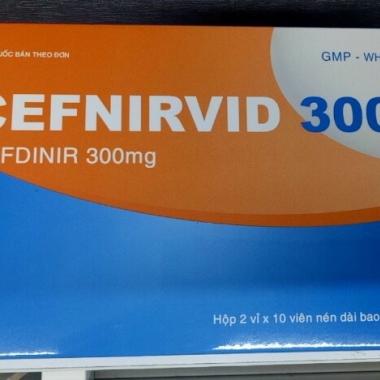 UỐC BÁN THEO ĐƠN
GMP - WH
CEFNIRVID 300
FDINIR 300mg
Hộp 2 vỉ x 10 viên nén dài bao